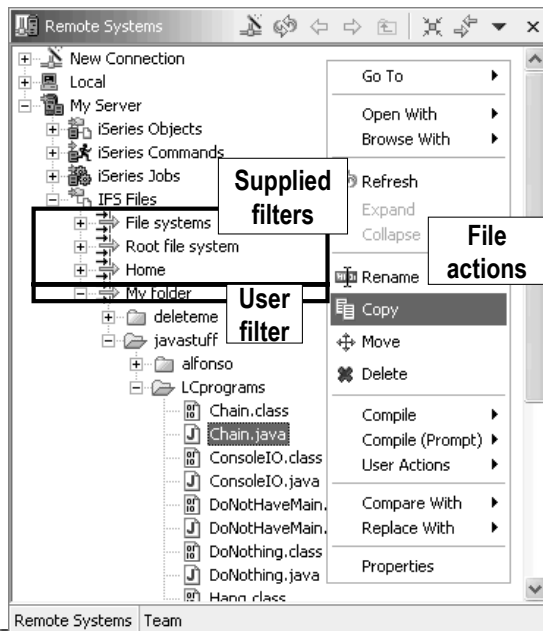 Remote Systems
New Connection
Local
My Server
iSeries Objects
iSeries Commands
iSeries Jobs
IFS Files
File systems
Root file system
Home
My folder
deleteme
javastuff
alfonso
LCprograms
Chain.class
Chain.java
ConsoleIO.class
ConsoleIO.java
DoNotHaveMain.
DoNotHaveMain.
DoNothing.class
DoNothing.java
Hang.class
Supplied
filters
User
filter
File
actions
Go To
Open With
Browse With
Refresh
Expand
Collapse
Rename
Copy
Move
Delete
Compile
Compile (Prompt)
User Actions
Compare With
Replace With
Properties
Remote Systems
Team